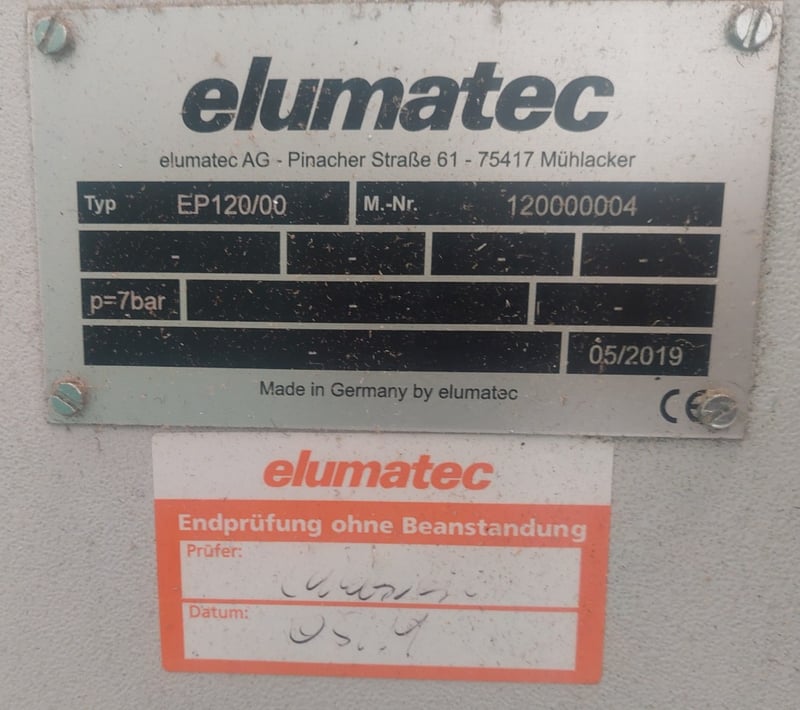 elumatec
elumatec AG - Pinacher Straße 61 - 75417 Mühlacker
Typ EP120/00 M.-Nr. 120000004
- - - -
p=7bar - -
- 05/2019
Made in Germany by elumatec
CE
elumatec
Endprüfung ohne Beanstandung
Prüfer:
Datum: